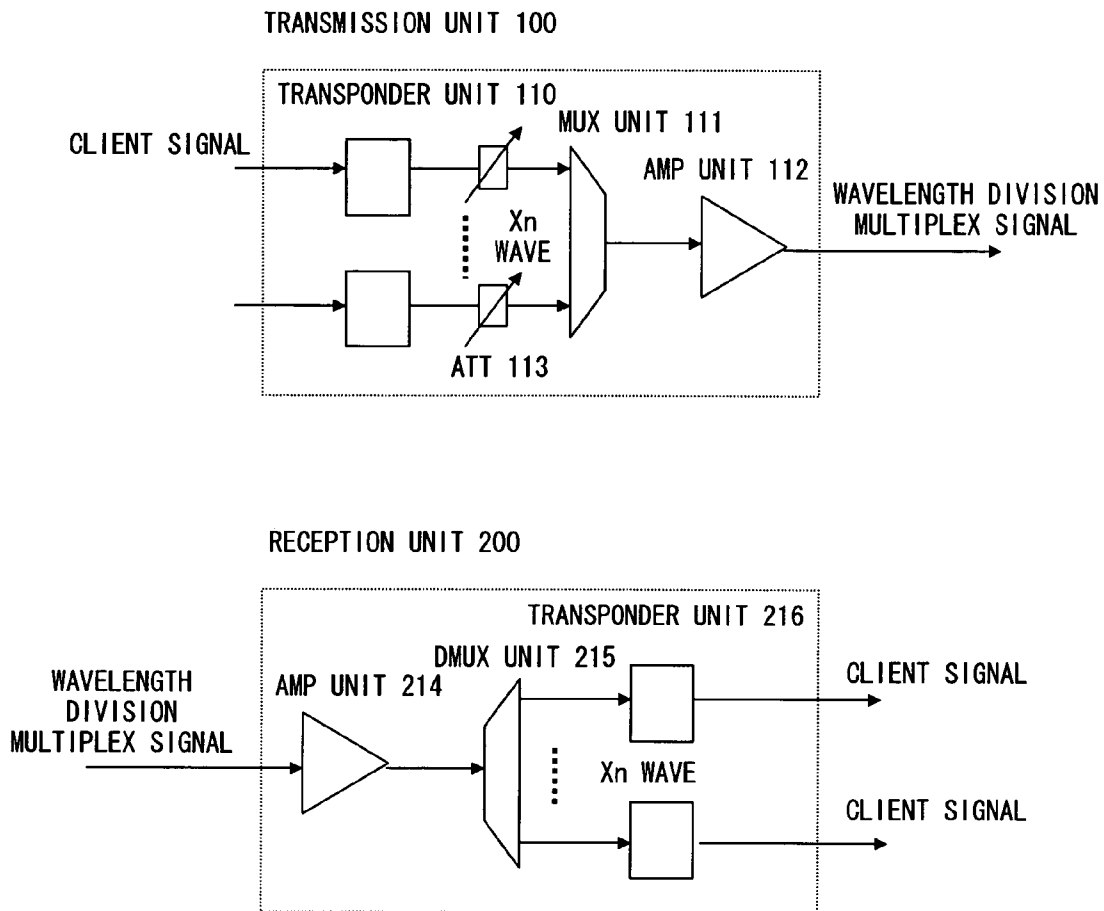 TRANSMISSION UNIT 100
TRANSPONDER UNIT 110
MUX UNIT 111
CLIENT SIGNAL
AMP UNIT 112
WAVELENGTH DIVISION
MULTIPLEX SIGNAL
Xn
WAVE
ATT 113
RECEPTION UNIT 200
TRANSPONDER UNIT 216
DMUX UNIT 215
AMP UNIT 214
WAVELENGTH
DIVISION
MULTIPLEX SIGNAL
CLIENT SIGNAL
Xn WAVE
CLIENT SIGNAL